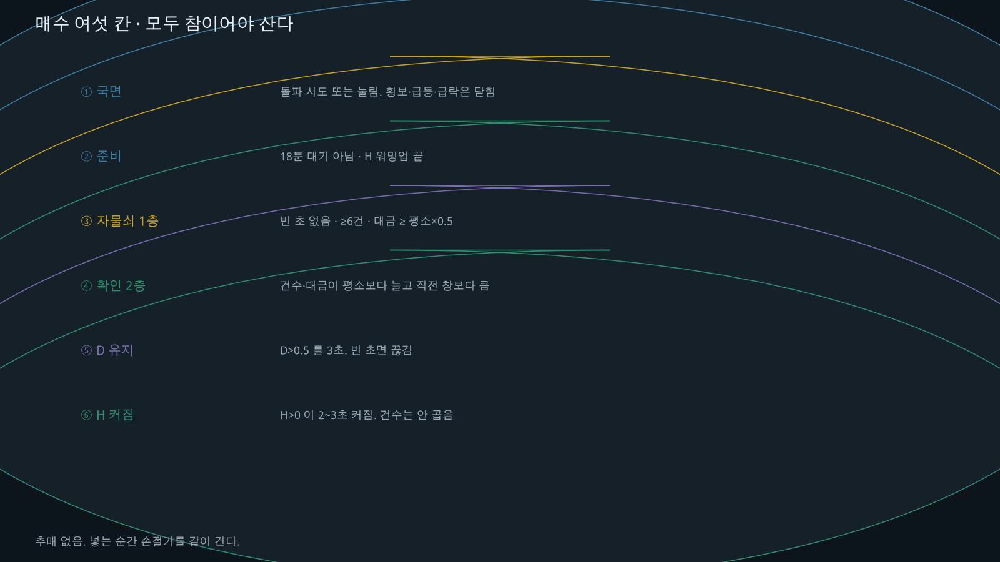 매수 여섯 칸 · 모두 참이어야 산다
① 국면 돌파 시도 또는 눌림. 횡보·급등·급락은 닫힘
② 준비 18분 대기 아님 · H 워밍업 끝
③ 자물쇠 1층 빈 초 없음 · ≥6건 · 대금 ≥ 평소×0.5
④ 확인 2층 건수·대금이 평소보다 늘고 직전 창보다 큼
⑤ D 유지 D>0.5 를 3초. 빈 초면 끊김
⑥ H 커짐 H>0 이 2~3초 커짐. 건수는 안 곱음
추매 없음. 넣는 순간 손절가를 같이 건다.